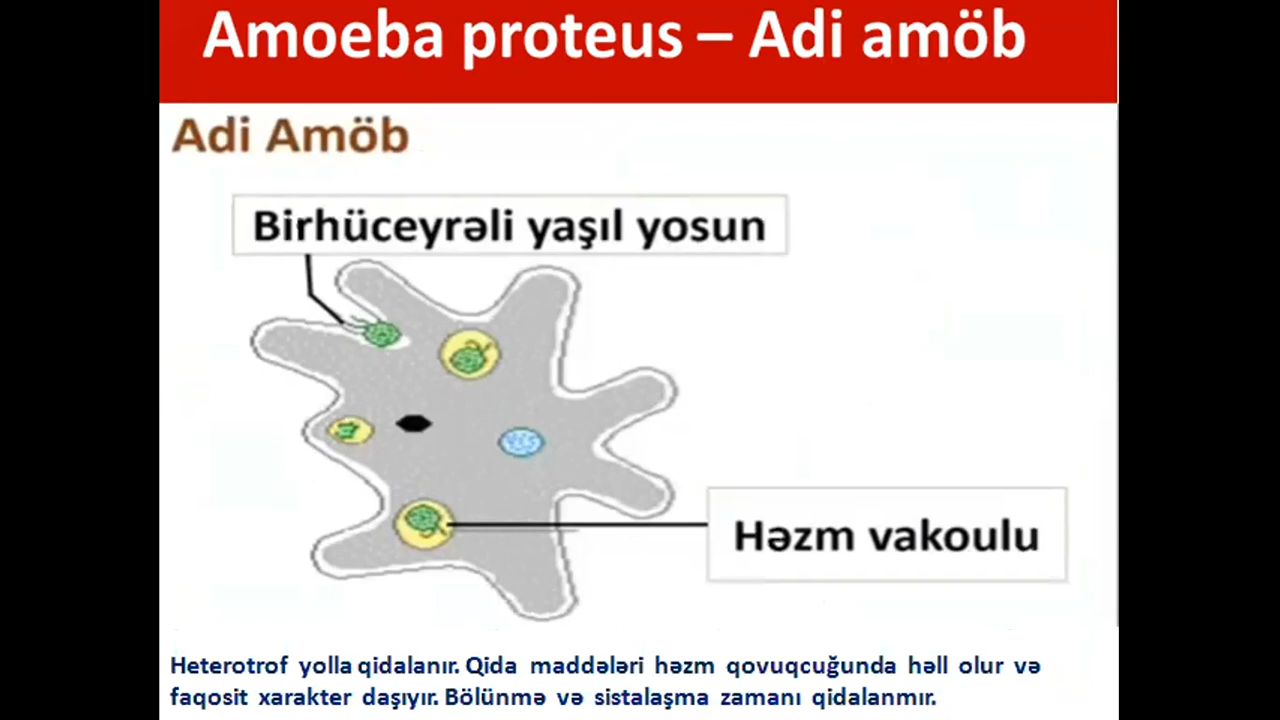 Amoeba proteus – Adi amöb
Adi Amöb
Birhüceyrəli yaşıl yosun
Həzm vakoulu
Heterotrof yolla qidalanır. Qida maddələri həzm qovuqcuğunda həll olur və
faqosit xarakter daşıyır. Bölünmə və sistalaşma zamanı qidalanmır.